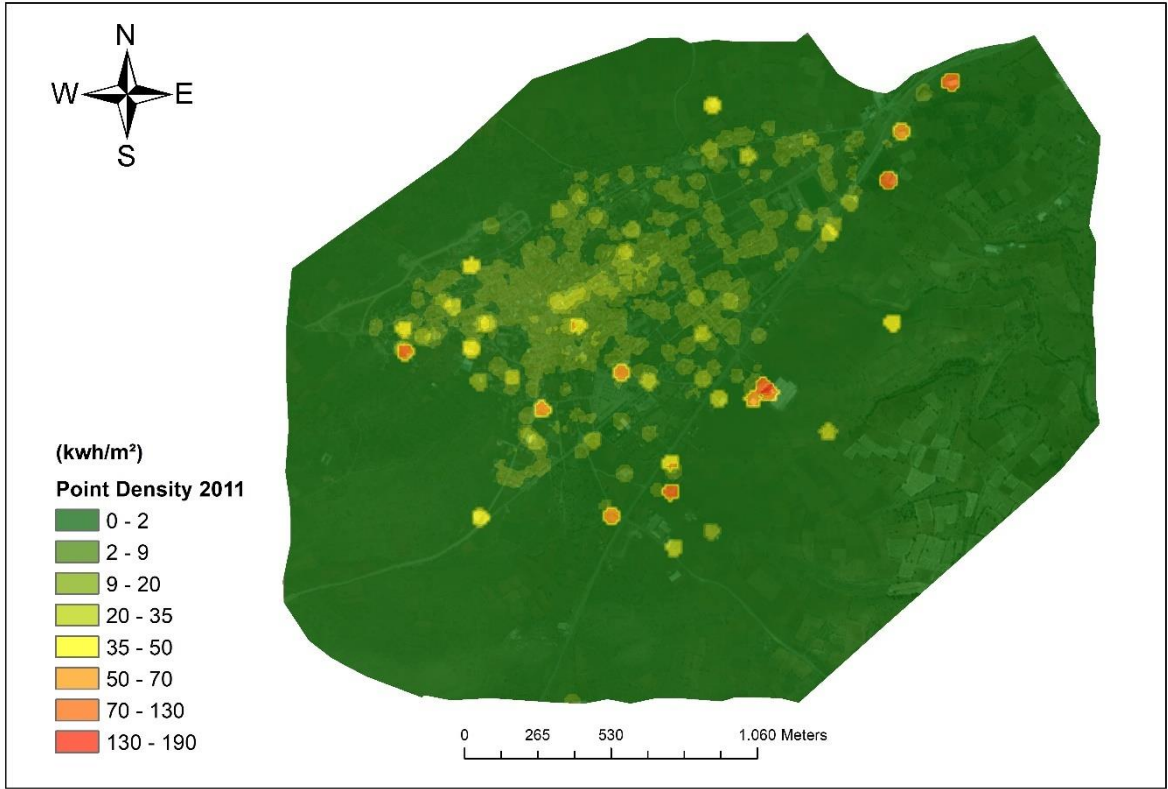 N
W E
S
(kwh/m²)
Point Density 2011
0 - 2
2 - 9
9 - 20
20 - 35
35 - 50
50 - 70
70 - 130
130 - 190
0 265 530 1.060 Meters